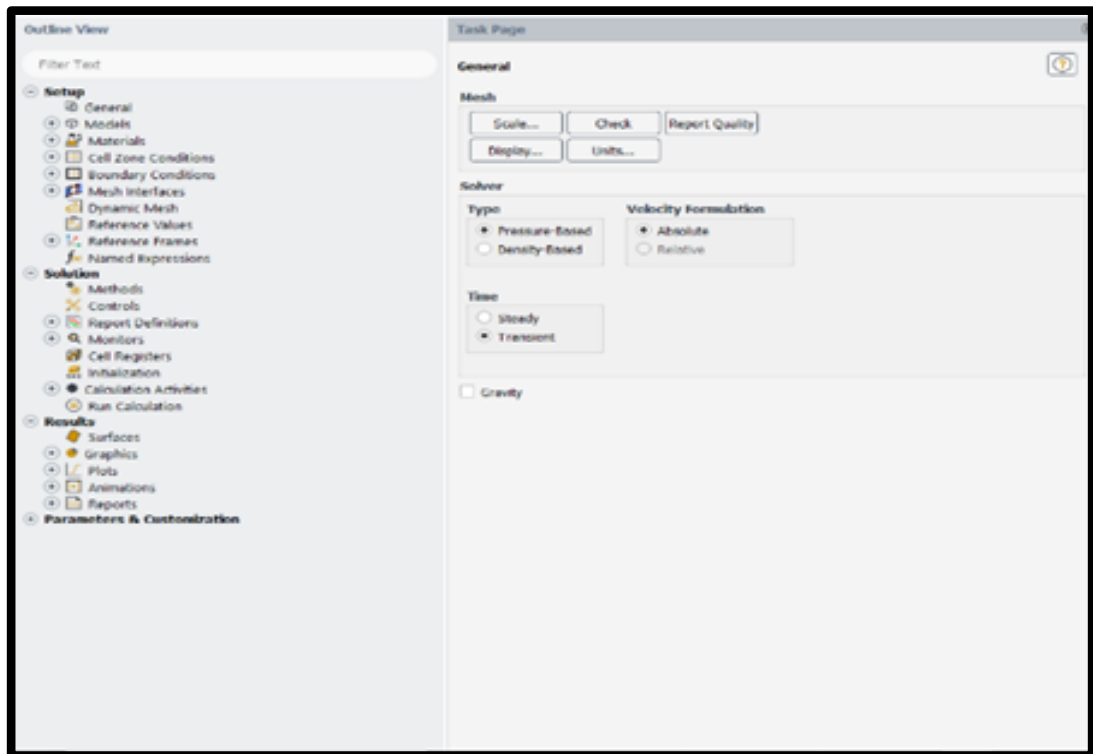 Outline View
Filter Text
Setup
General
Models
Materials
Cell Zone Conditions
Boundary Conditions
Mesh Interfaces
Dynamic Mesh
Reference Values
Reference Frames
Named Expressions
Solution
Methods
Controls
Report Definitions
Monitors
Cell Registers
Initialization
Calculation Activities
Run Calculation
Results
Surfaces
Graphics
Plots
Animations
Reports
Parameters & Customization
Task Page
General
Mesh
Scale... Check Report Quality
Display... Units...
Solver
Type Velocity Formulation
Pressure-Based Absolute
Density-Based Relative
Time
Steady
Transient
Gravity